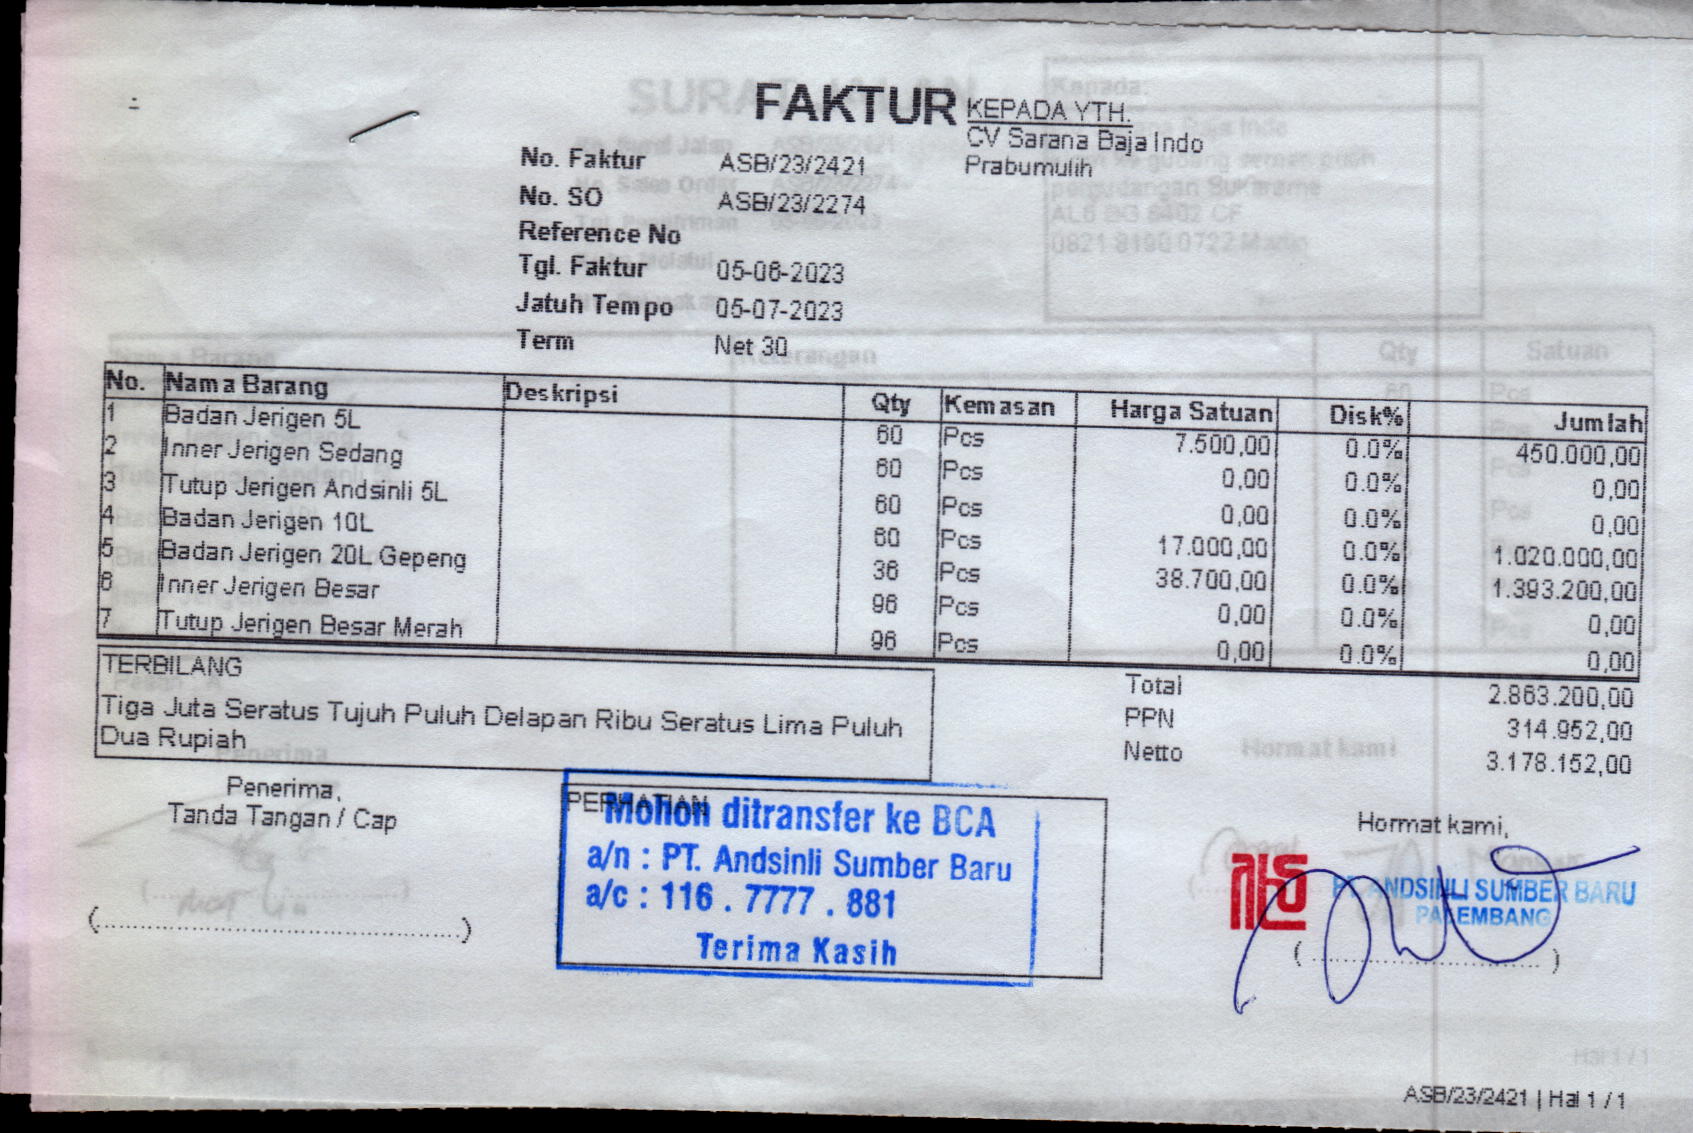 FAKTUR
KEPADA YTH.
CV Sarana Baja Indo
Prabumulih
No. Faktur ASB/23/2421
No. SO ASB/23/2274
Reference No
Tgl. Faktur 05-06-2023
Jatuh Tempo 05-07-2023
Term Net 30
No. Nama Barang Deskripsi Qty Kemasan Harga Satuan Disk% Jumlah
1 Badan Jerigen 5L 60 Pcs 7.500,00 0.0% 450.000,00
2 Inner Jerigen Sedang 60 Pcs 0,00 0.0% 0,00
3 Tutup Jerigen Andsinli 5L 60 Pcs 0,00 0.0% 0,00
4 Badan Jerigen 10L 60 Pcs 17.000,00 0.0% 1.020.000,00
5 Badan Jerigen 20L Gepeng 36 Pcs 38.700,00 0.0% 1.393.200,00
6 Inner Jerigen Besar 96 Pcs 0,00 0.0% 0,00
7 Tutup Jerigen Besar Merah 96 Pcs 0,00 0.0% 0,00
TERBILANG
Tiga Juta Seratus Tujuh Puluh Delapan Ribu Seratus Lima Puluh
Dua Rupiah
Total 2.863.200,00
PPN 314.952,00
Netto 3.178.152,00
Penerima,
Tanda Tangan / Cap
(........................................)
PERHATIAN
Mohon ditransfer ke BCA
a/n : PT. Andsinli Sumber Baru
a/c : 116 . 7777 . 881
Terima Kasih
Hormat kami,
PT. ANDSINLI SUMBER BARU
PALEMBANG
(........................................)
ASB/23/2421 | Hal 1 / 1